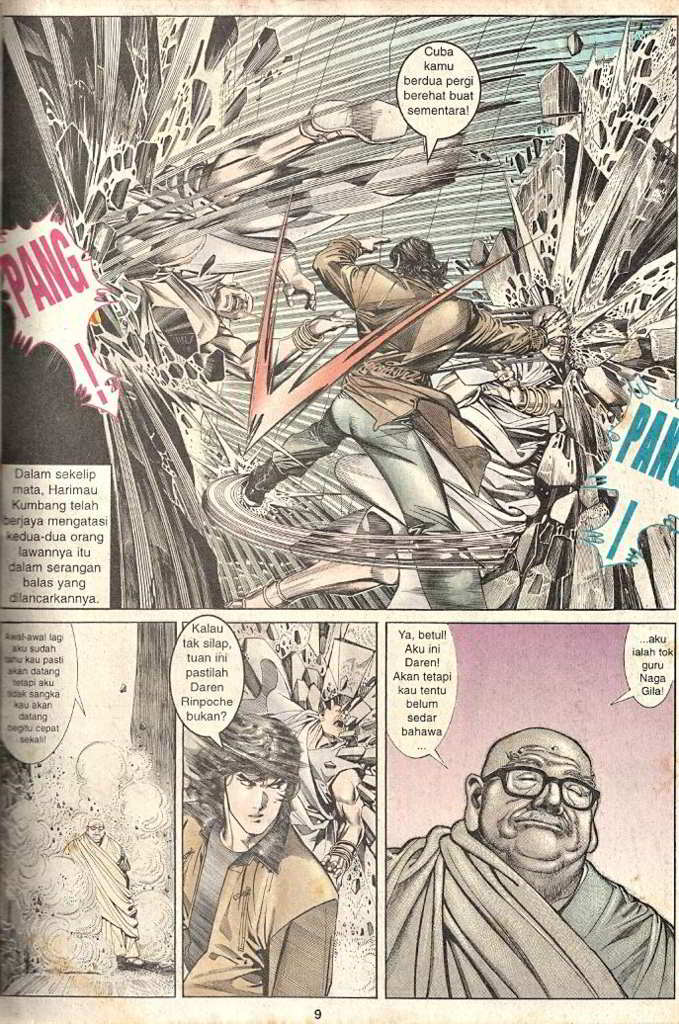 Cuba
kamu
berdua pergi
berehat buat
sementara!
PANG
!
PANG
!
Dalam sekelip
mata, Harimau
Kumbang telah
berjaya mengatasi
kedua-dua orang
lawannya itu
dalam serangan
balas yang
dilancarkannya.
Awal-awal lagi
aku sudah
tahu kau pasti
akan datang
tetapi aku
tidak sangka
kau akan
datang
begitu cepat
sekali!
Kalau
tak silap,
tuan ini
pastilah
Daren
Rinpoche
bukan?
Ya, betul!
Aku ini
Daren!
Akan tetapi
kau tentu
belum
sedar
bahawa
...
...aku
ialah tok
guru
Naga
Gila!
9